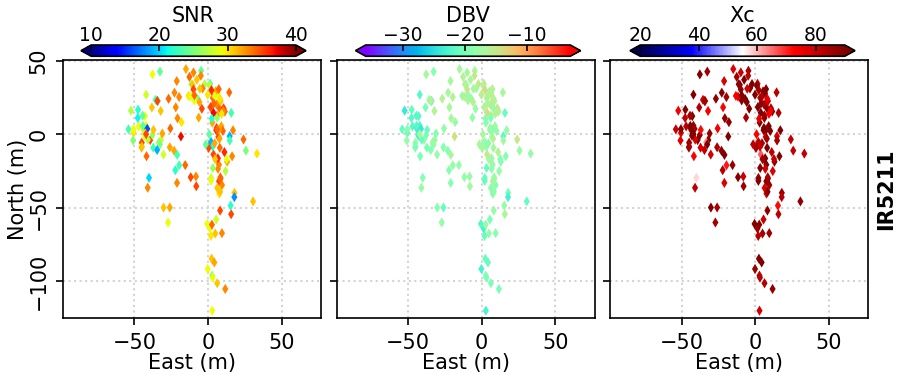 SNR DBV Xc
10 20 30 40 −30 −20 −10 20 40 60 80
50
0
−50
−100
North (m)
−50 0 50 −50 0 50 −50 0 50
East (m) East (m) East (m)
IR5211